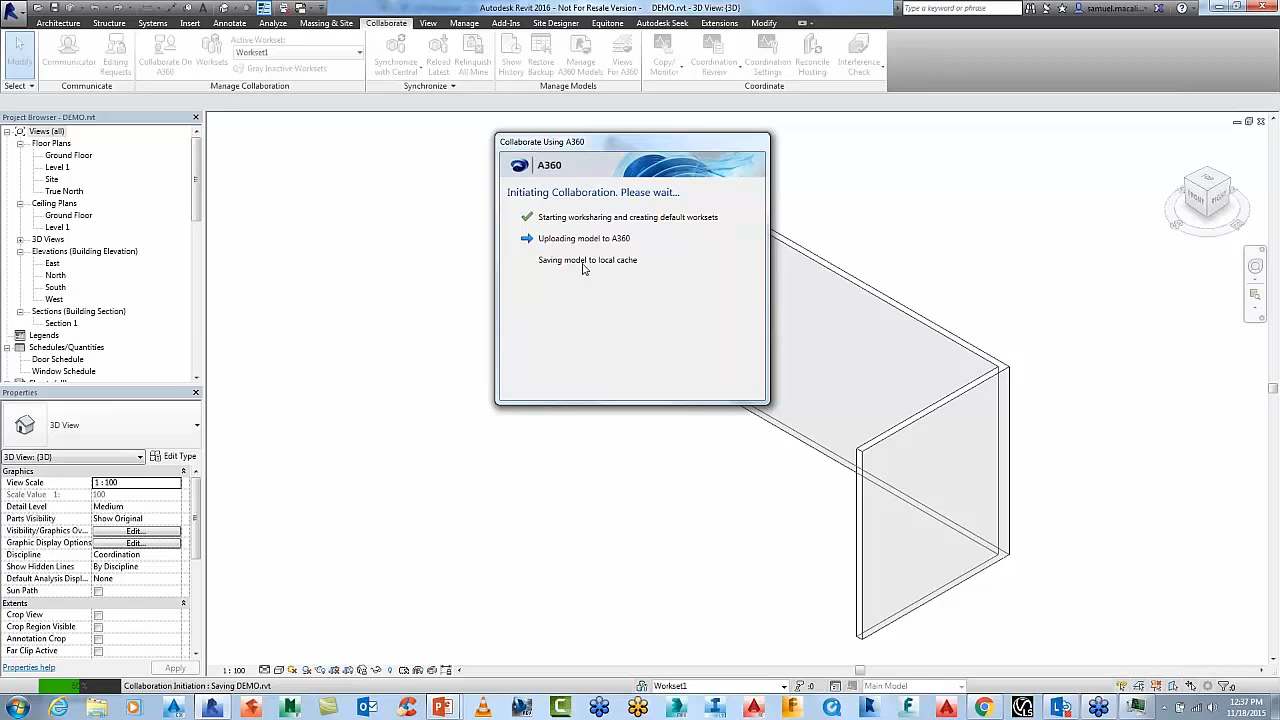 Autodesk Revit 2016 - Not For Resale Version - DEMO.rvt - 3D View: {3D}
Type a keyword or phrase
Architecture Structure Systems Insert Annotate Analyze Massing & Site Collaborate View Manage Add-Ins Site Designer Equitone Autodesk Seek Extensions Modify
Modify
Communicator
Editing
Requests
Collaborate On
A360
Worksets
Active Workset:
Workset1
Gray Inactive Worksets
Synchronize
with Central
Reload
Latest
Relinquish
All Mine
Show
History
Restore
Backup
Manage
A360 Models
Views
For A360
Copy/
Monitor
Coordination
Review
Coordination
Settings
Reconcile
Hosting
Interference
Check
Select Communicate Manage Collaboration Synchronize Manage Models Coordinate
Project Browser - DEMO.rvt
Views (all)
Floor Plans
Ground Floor
Level 1
Site
True North
Ceiling Plans
Ground Floor
Level 1
3D Views
Elevations (Building Elevation)
East
North
South
West
Sections (Building Section)
Section 1
Legends
Schedules/Quantities
Door Schedule
Window Schedule
Properties
3D View
3D View: {3D} Edit Type
Graphics
View Scale 1 : 100
Scale Value 1: 100
Detail Level Medium
Parts Visibility Show Original
Visibility/Graphics Ov... Edit...
Graphic Display Options Edit...
Discipline Coordination
Show Hidden Lines By Discipline
Default Analysis Displ... None
Sun Path
Extents
Crop View
Crop Region Visible
Annotation Crop
Far Clip Active
Properties help Apply
Collaborate Using A360
A360
Initiating Collaboration. Please wait...
Starting worksharing and creating default worksets
Uploading model to A360
Saving model to local cache
TOP
FRONT
RIGHT
1 : 100
Collaboration Initiation : Saving DEMO.rvt
Workset1
:0
Main Model
12:37 PM
11/18/2015